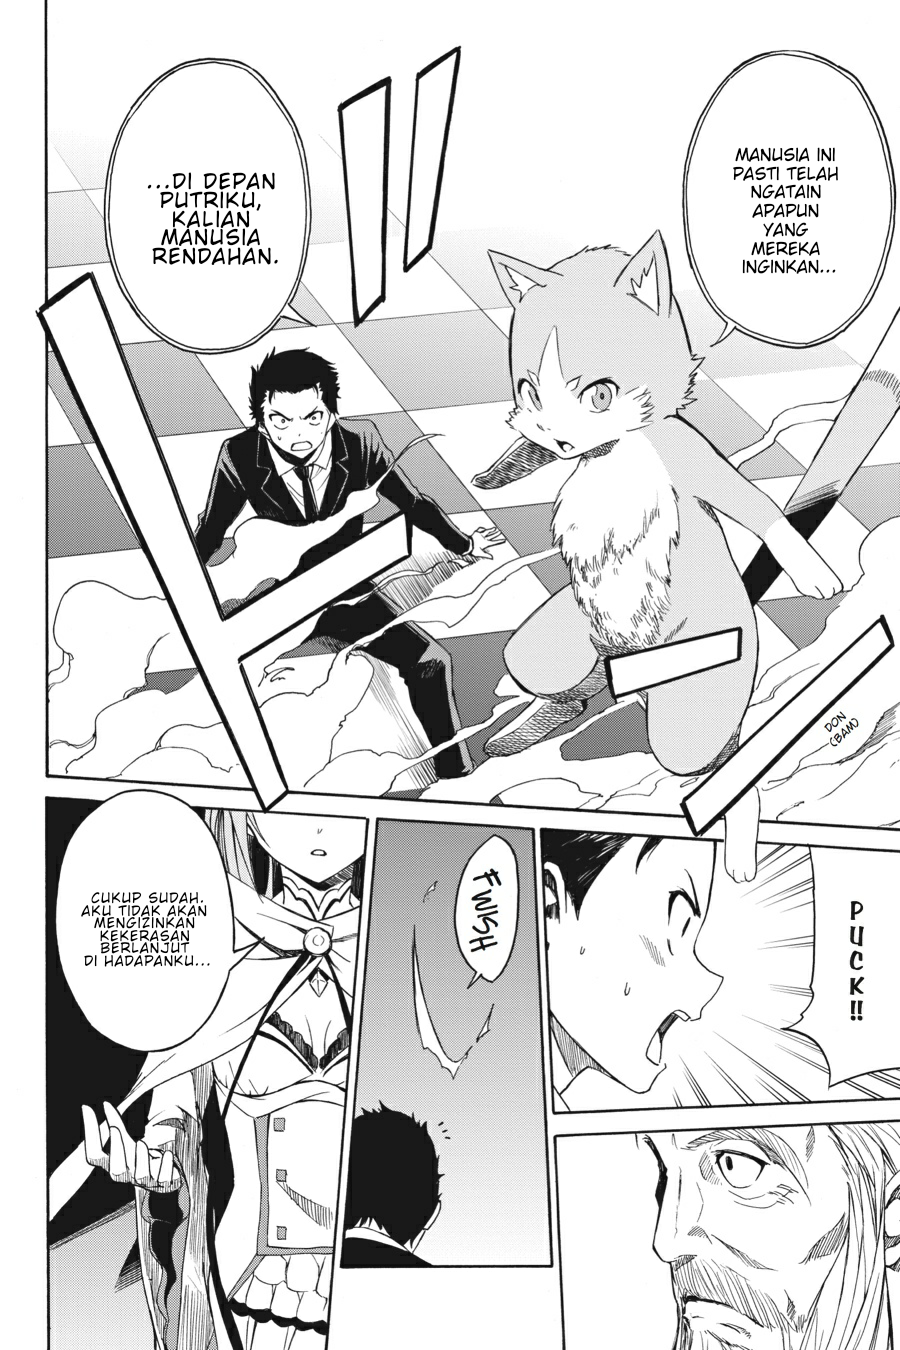 MANUSIA INI
PASTI TELAH
NGATAIN
APAPUN
YANG
MEREKA
INGINKAN...
...DI DEPAN
PUTRIKU,
KALIAN
MANUSIA
RENDAHAN.
DON
(BAM)
PUCK!!
FWISH
CUKUP SUDAH.
AKU TIDAK AKAN
MENGIZINKAN
KEKERASAN
BERLANJUT
DI HADAPANKU...